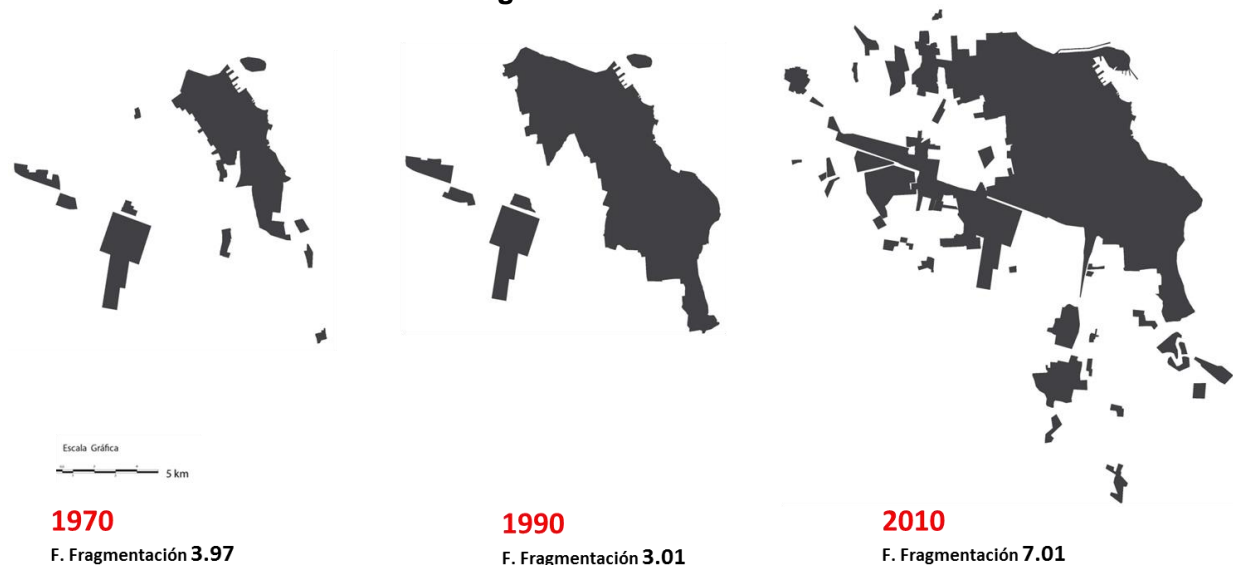 Escala Gráfica
5 km
1970
F. Fragmentación 3.97
1990
F. Fragmentación 3.01
2010
F. Fragmentación 7.01